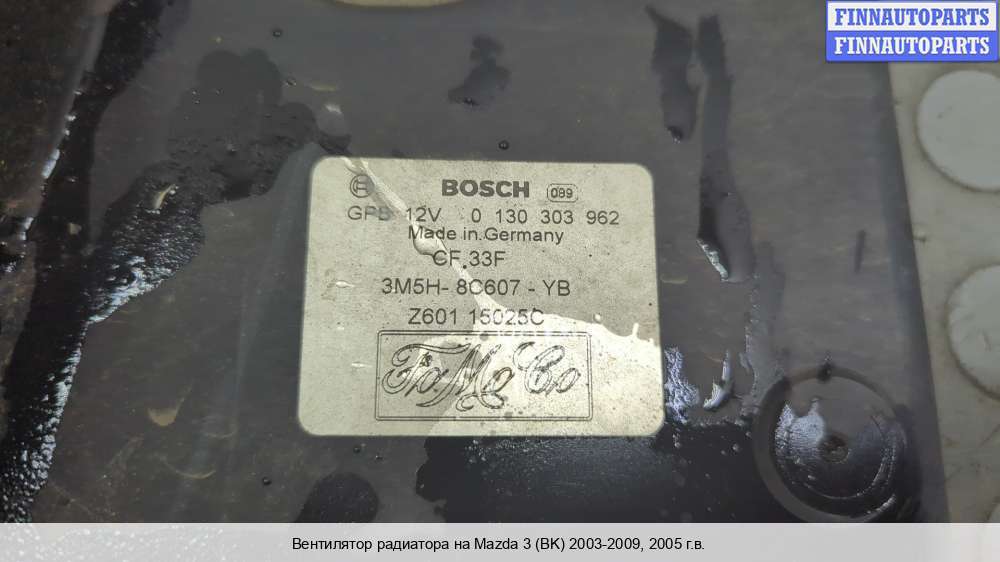 FINNAUTOPARTS
FINNAUTOPARTS
BOSCH 089
GPB 12V 0 130 303 962
Made in Germany
CF 33F
3M5H- 8C607 - YB
Z601 15025C
FoMoCo
Вентилятор радиатора на Mazda 3 (BK) 2003-2009, 2005 г.в.